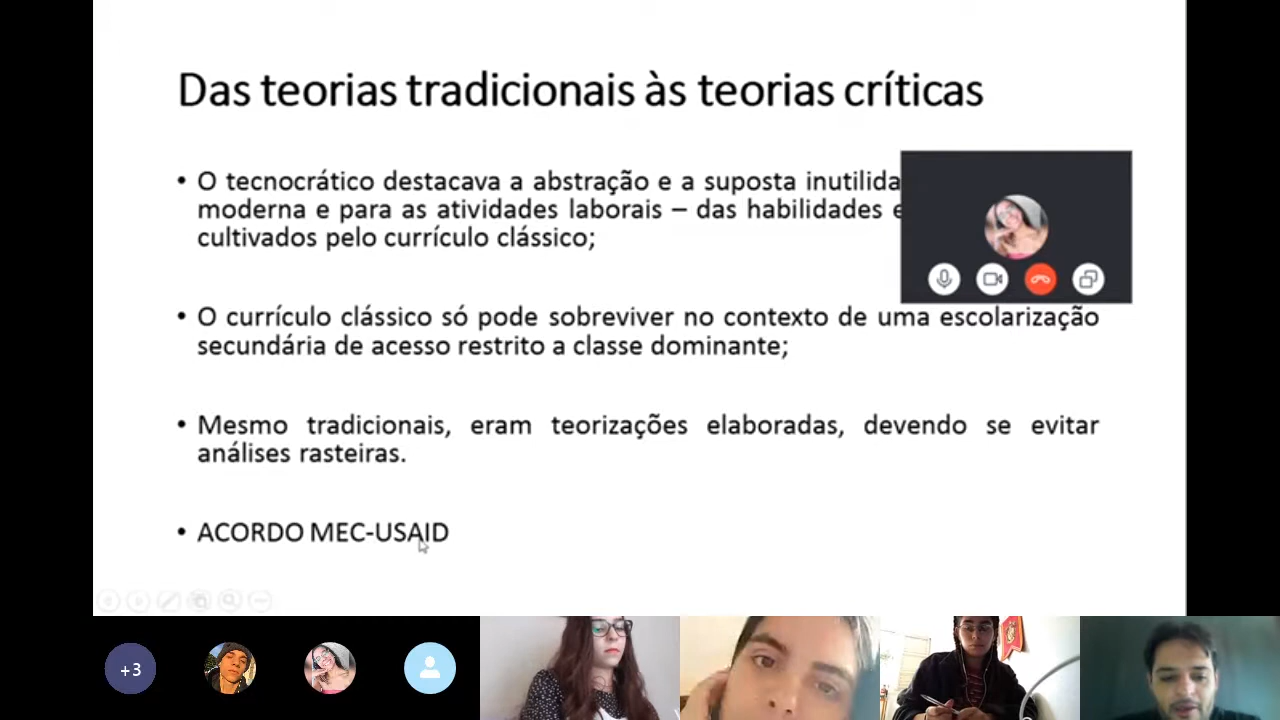 Das teorias tradicionais às teorias críticas
• O tecnocrático destacava a abstração e a suposta
moderna e para as atividades laborais – das habilidades
cultivados pelo currículo clássico;
• O currículo clássico só pode sobreviver no contexto de uma escolarização
secundária de acesso restrito a classe dominante;
• Mesmo tradicionais, eram teorizações elaboradas, devendo se evitar
análises rasteiras.
• ACORDO MEC-USAID
+3